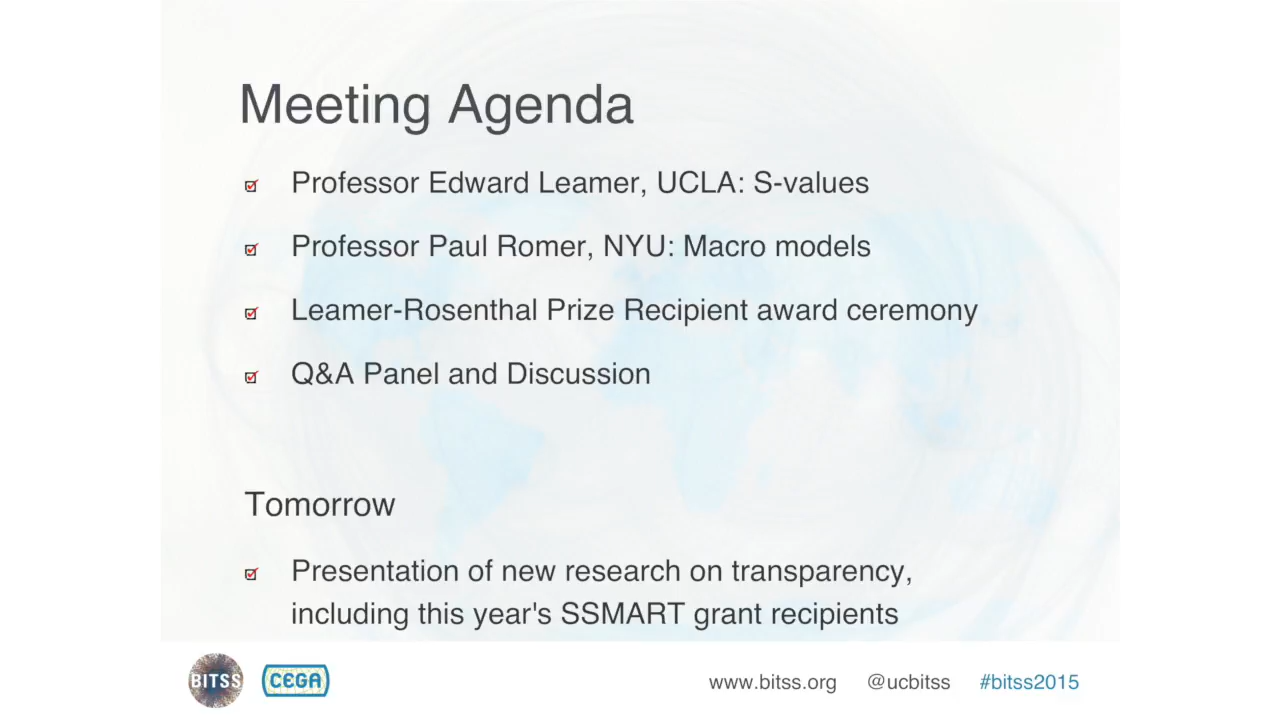 Meeting Agenda
Professor Edward Leamer, UCLA: S-values
Professor Paul Romer, NYU: Macro models
Leamer-Rosenthal Prize Recipient award ceremony
Q&A Panel and Discussion
Tomorrow
Presentation of new research on transparency,
including this year's SSMART grant recipients
BITSS CEGA www.bitss.org @ucbitss #bitss2015